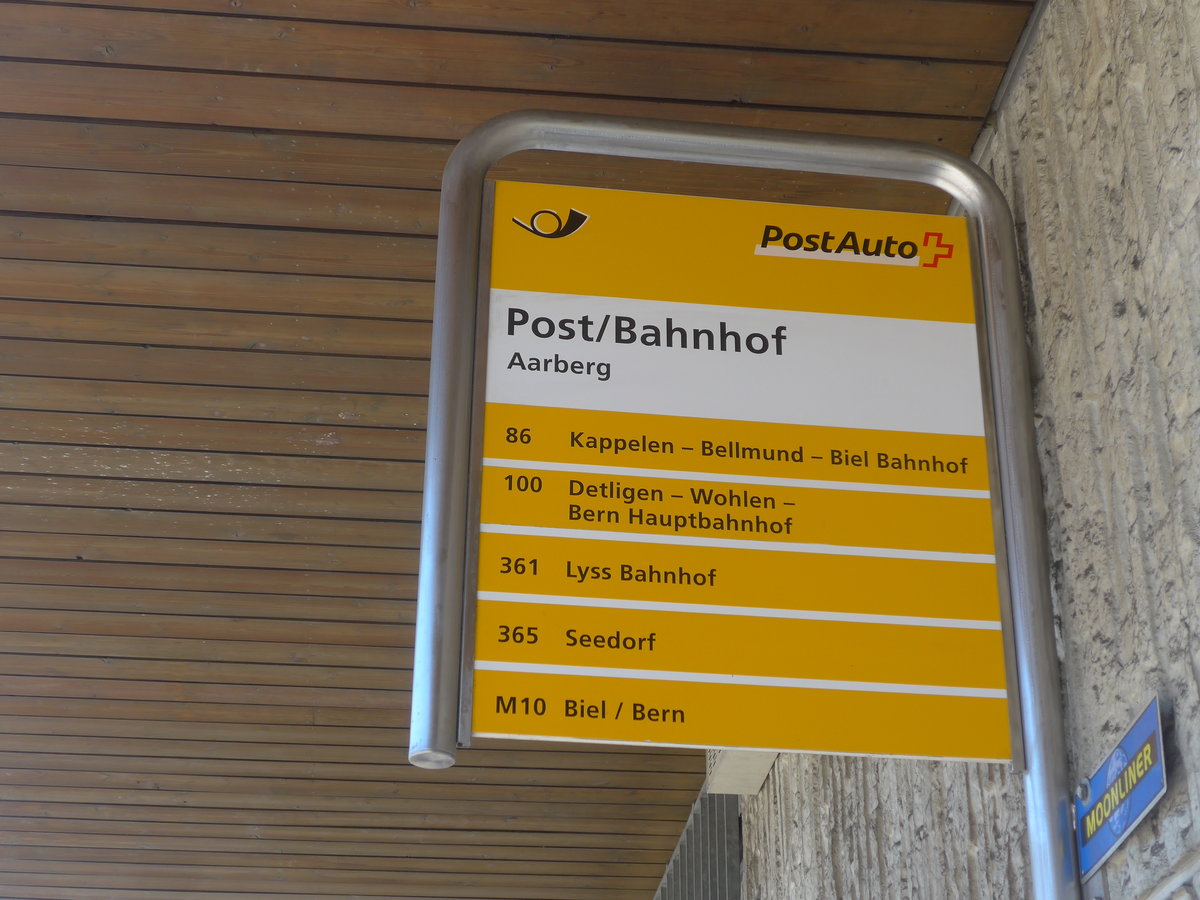 PostAuto
Post/Bahnhof
Aarberg
86 Kappelen – Bellmund – Biel Bahnhof
100 Detligen – Wohlen –
Bern Hauptbahnhof
361 Lyss Bahnhof
365 Seedorf
M10 Biel / Bern
MOONLINER